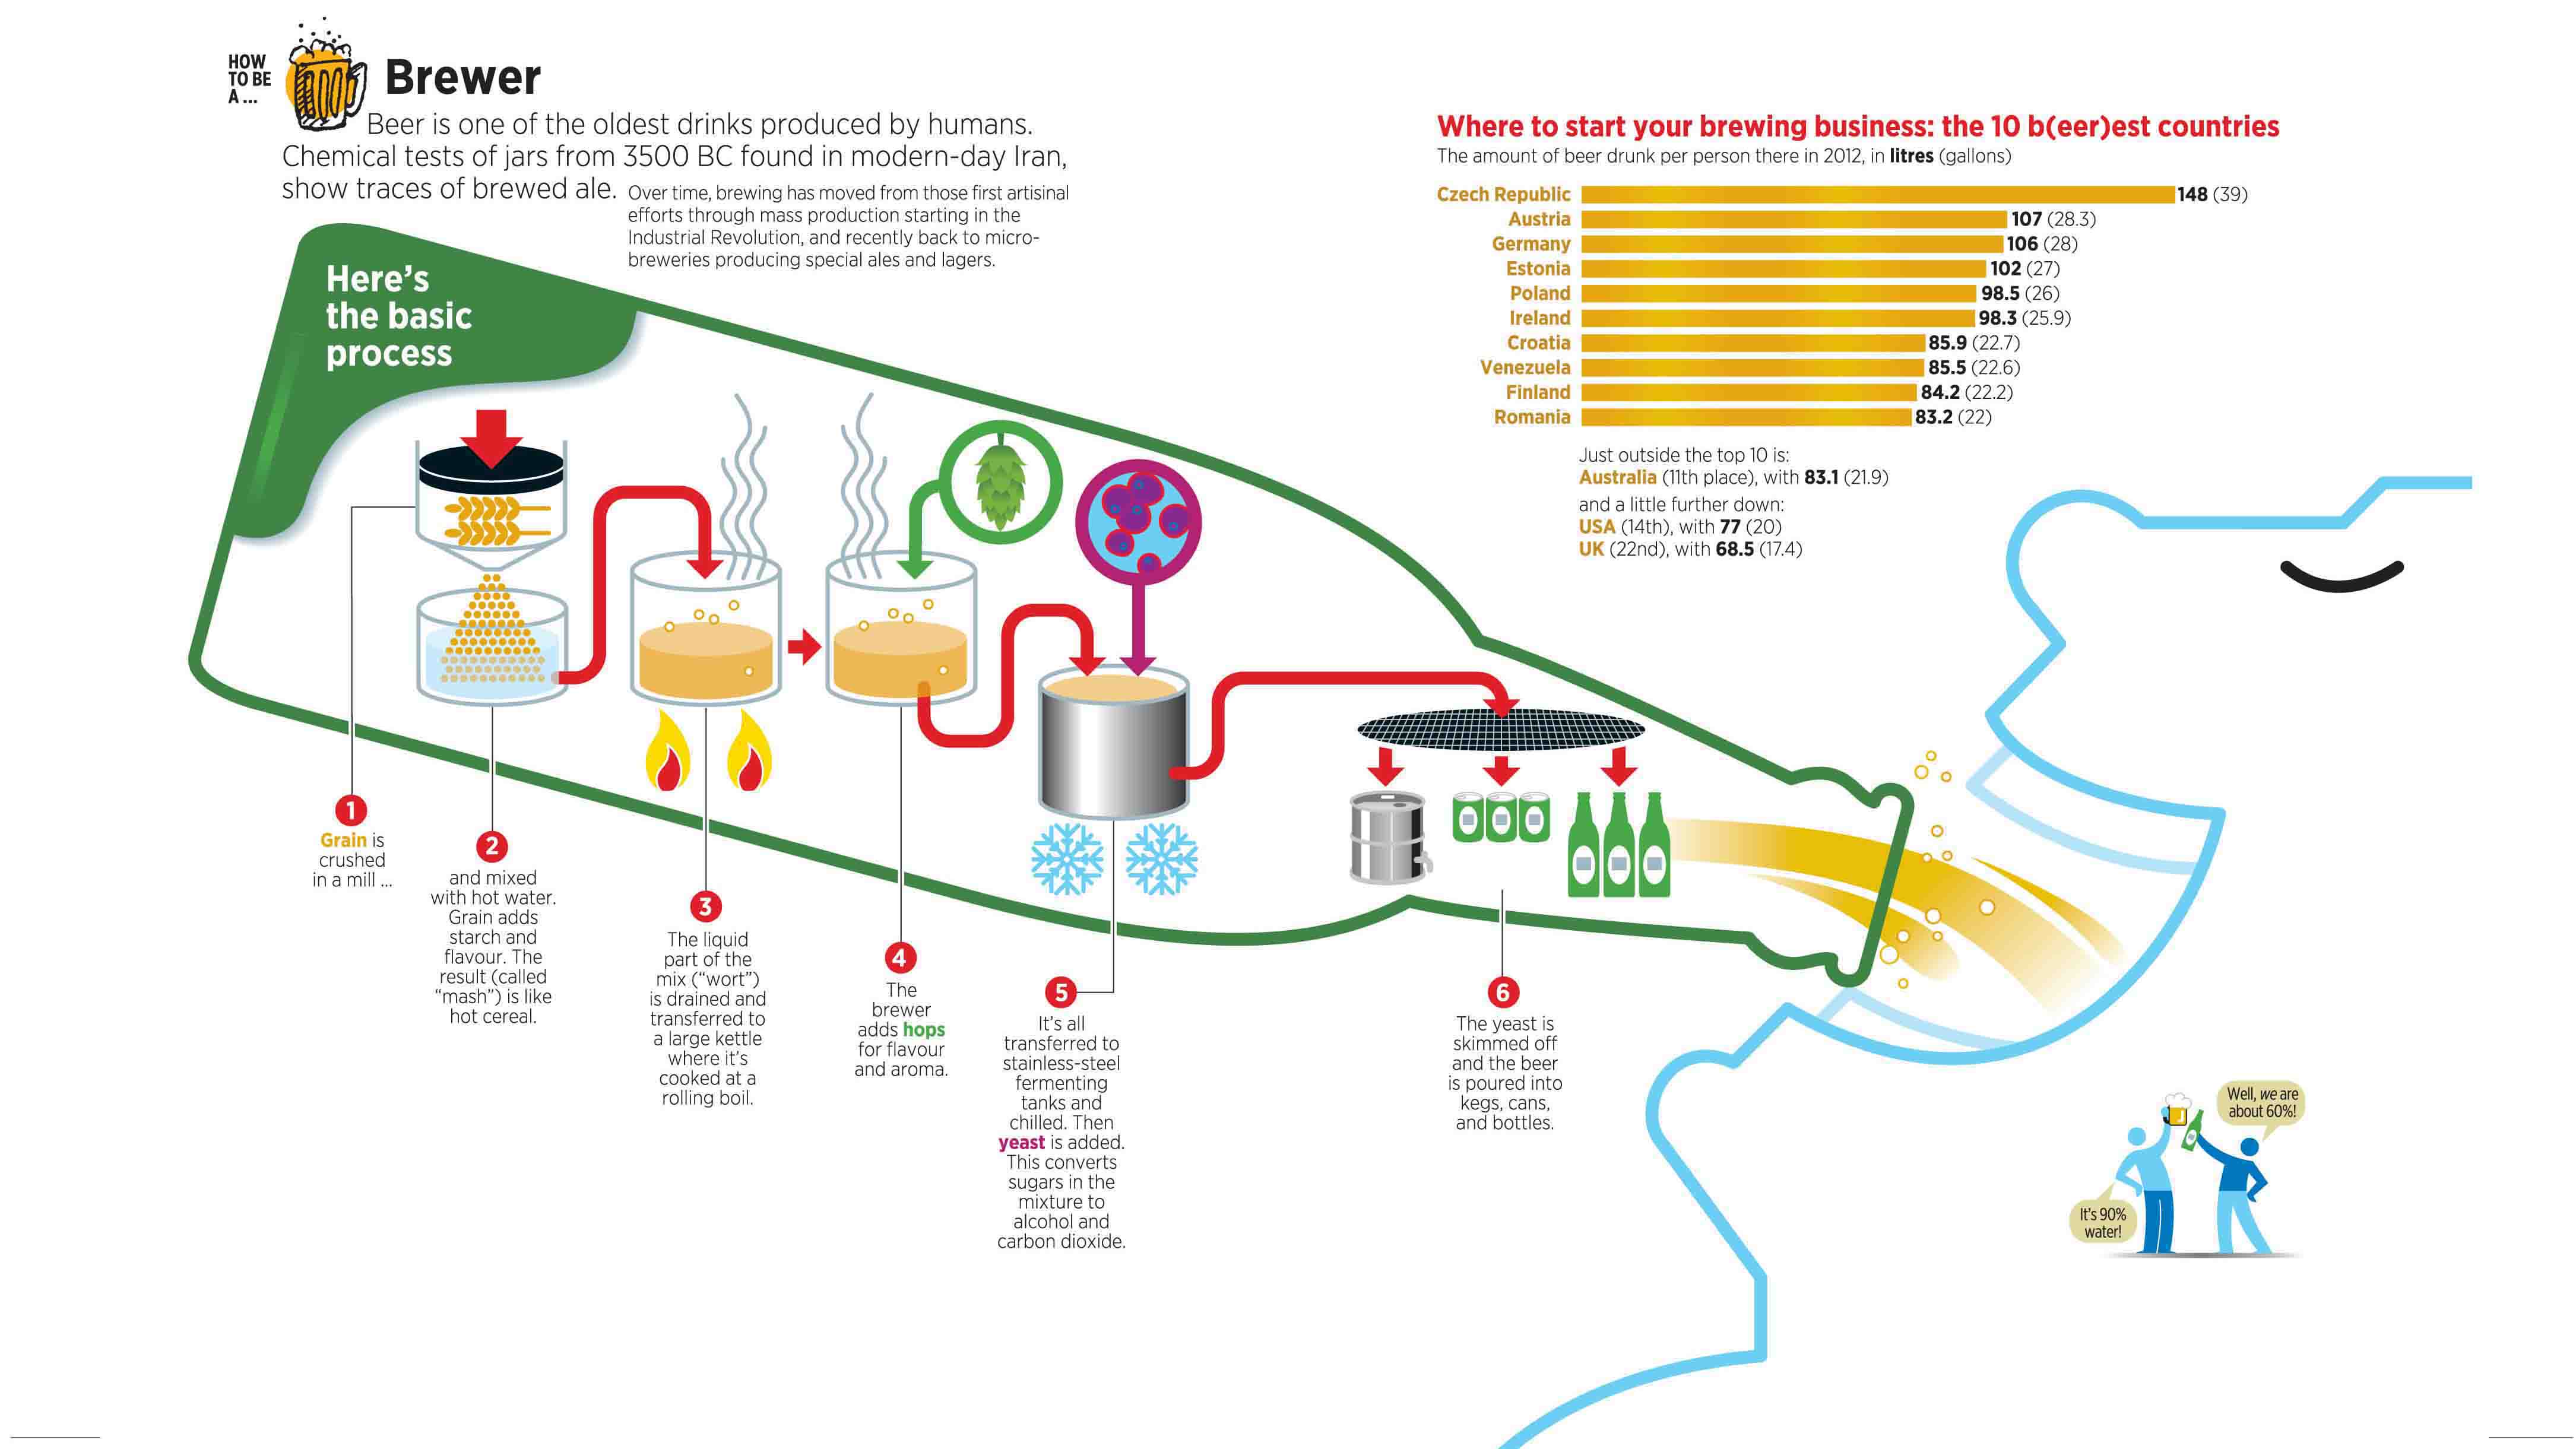 HOW
TO BE
A ...
Brewer
Beer is one of the oldest drinks produced by humans.
Chemical tests of jars from 3500 BC found in modern-day Iran,
show traces of brewed ale. Over time, brewing has moved from those first artisinal
efforts through mass production starting in the
Industrial Revolution, and recently back to micro-
breweries producing special ales and lagers.
Here's
the basic
process
1
Grain is
crushed
in a mill ...
2
and mixed
with hot water.
Grain adds
starch and
flavour. The
result (called
“mash”) is like
hot cereal.
3
The liquid
part of the
mix (“wort”)
is drained and
transferred to
a large kettle
where it's
cooked at a
rolling boil.
4
The
brewer
adds hops
for flavour
and aroma.
5
It's all
transferred to
stainless-steel
fermenting
tanks and
chilled. Then
yeast is added.
This converts
sugars in the
mixture to
alcohol and
carbon dioxide.
6
The yeast is
skimmed off
and the beer
is poured into
kegs, cans,
and bottles.
Where to start your brewing business: the 10 b(eer)est countries
The amount of beer drunk per person there in 2012, in litres (gallons)
Czech Republic 148 (39)
Austria 107 (28.3)
Germany 106 (28)
Estonia 102 (27)
Poland 98.5 (26)
Ireland 98.3 (25.9)
Croatia 85.9 (22.7)
Venezuela 85.5 (22.6)
Finland 84.2 (22.2)
Romania 83.2 (22)
Just outside the top 10 is:
Australia (11th place), with 83.1 (21.9)
and a little further down:
USA (14th), with 77 (20)
UK (22nd), with 68.5 (17.4)
Well, we are
about 60%!
It's 90%
water!